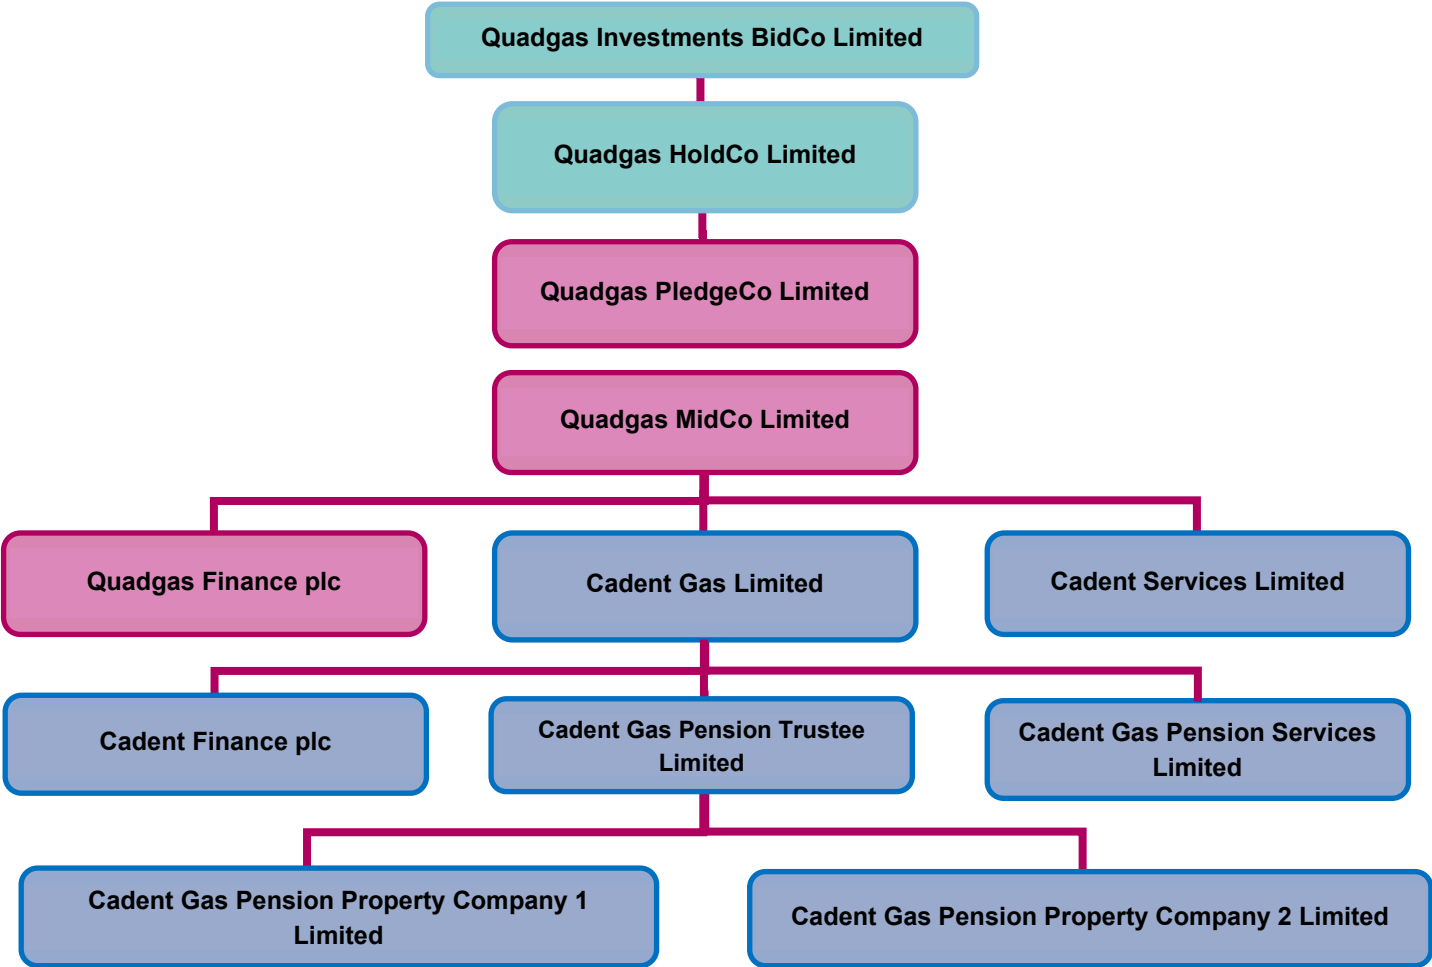 Quadgas Investments BidCo Limited
Quadgas HoldCo Limited
Quadgas PledgeCo Limited
Quadgas MidCo Limited
Quadgas Finance plc
Cadent Gas Limited
Cadent Services Limited
Cadent Finance plc
Cadent Gas Pension Trustee
Limited
Cadent Gas Pension Services
Limited
Cadent Gas Pension Property Company 1
Limited
Cadent Gas Pension Property Company 2 Limited